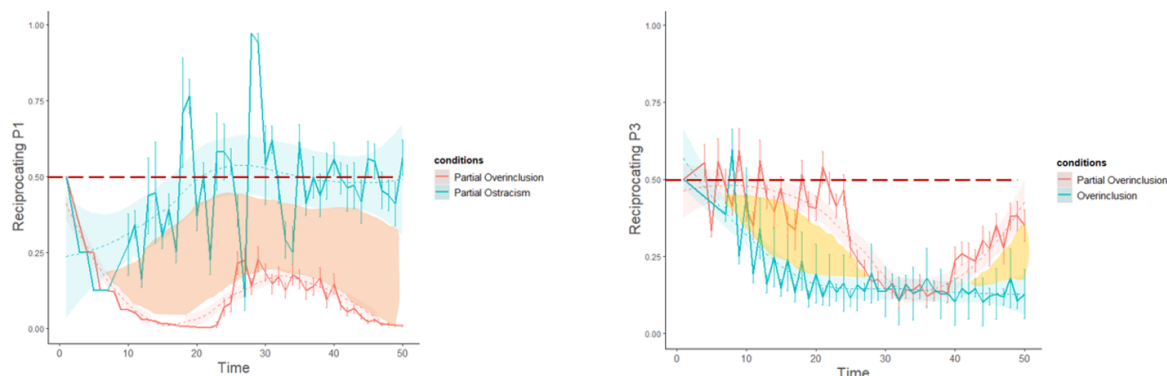 Reciprocating P1
1.00
0.75
0.50
0.25
0.00
0
10
20
30
40
50
Time
conditions
Partial Overinclusion
Partial Ostracism
Reciprocating P3
1.00
0.75
0.50
0.25
0.00
0
10
20
30
40
50
Time
conditions
Partial Overinclusion
Overinclusion